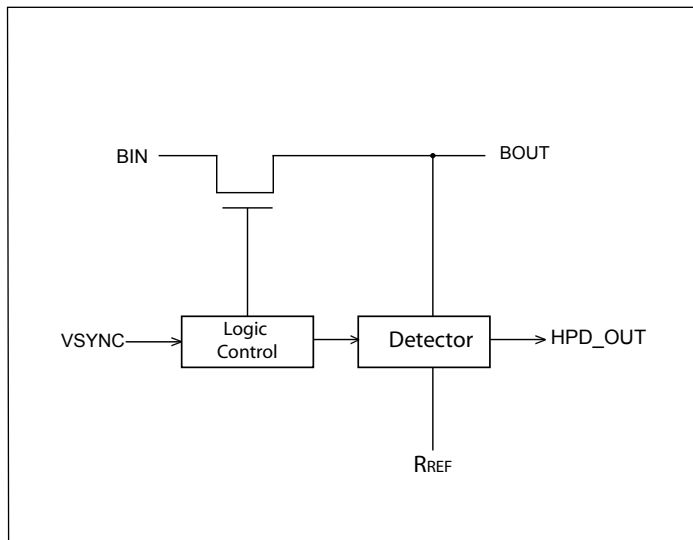 BIN
BOUT
VSYNC
Logic
Control
Detector
HPD_OUT
RREF